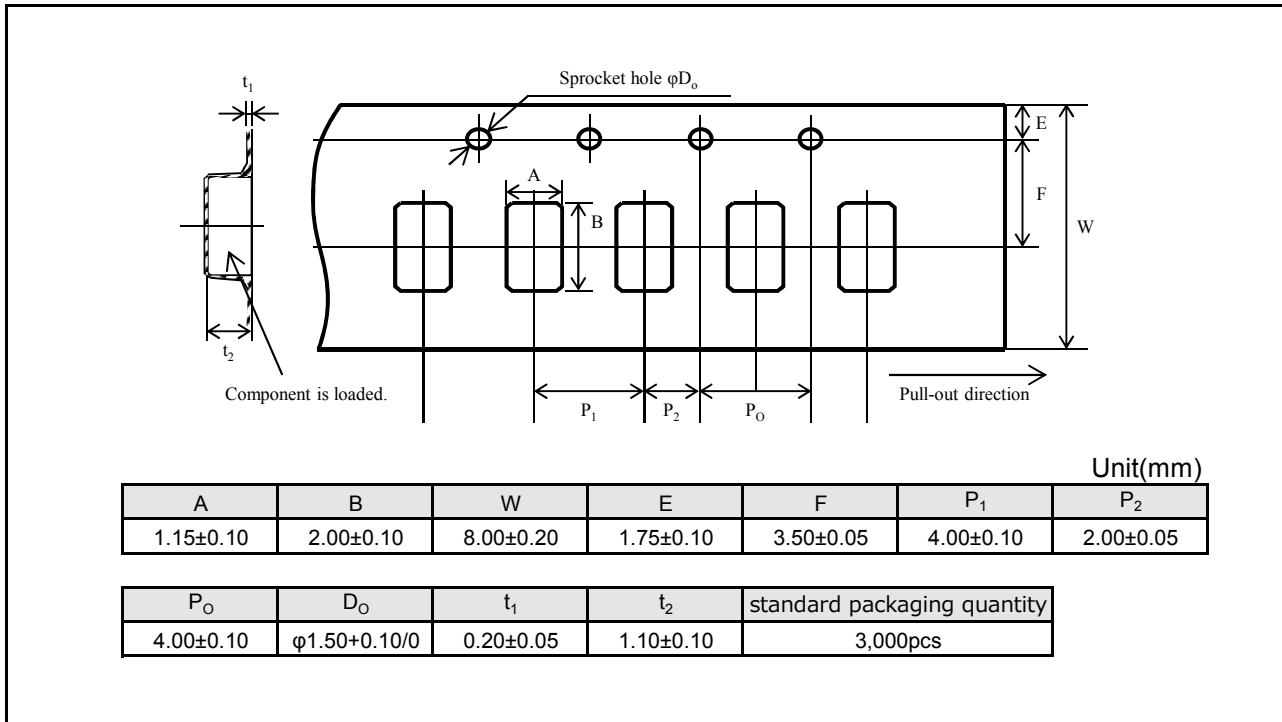 t₁
Sprocket hole φDₒ
E
A
F
B
W
t₂
Component is loaded.
P₁ P₂ P₀
Pull-out direction
Unit(mm)
A B W E F P₁ P₂
1.15±0.10 2.00±0.10 8.00±0.20 1.75±0.10 3.50±0.05 4.00±0.10 2.00±0.05
P₀ D₀ t₁ t₂ standard packaging quantity
4.00±0.10 φ1.50+0.10/0 0.20±0.05 1.10±0.10 3,000pcs